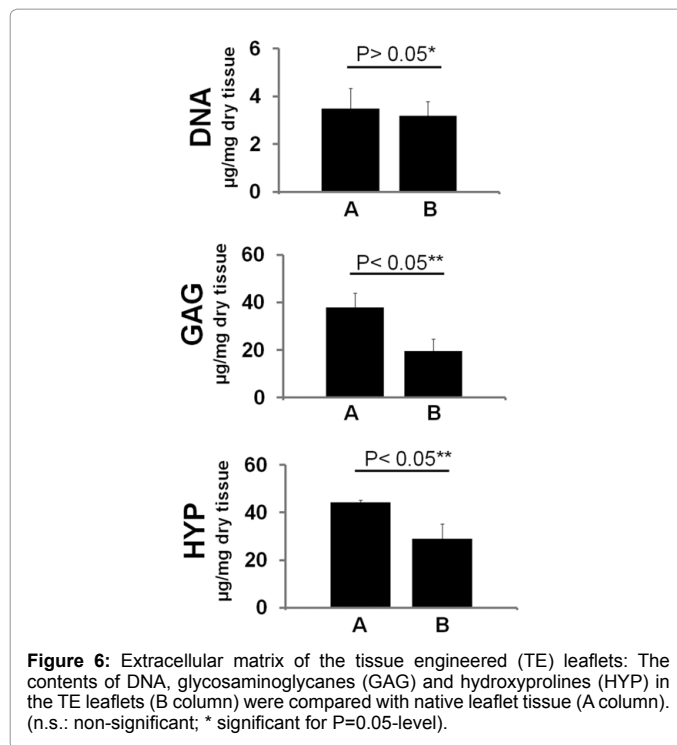 P> 0.05*
DNA
µg/mg dry tissue
6
4
2
0
A B
P< 0.05**
GAG
µg/mg dry tissue
60
40
20
0
A B
P< 0.05**
HYP
µg/mg dry tissue
60
40
20
0
A B
Figure 6: Extracellular matrix of the tissue engineered (TE) leaflets: The
contents of DNA, glycosaminoglycanes (GAG) and hydroxyprolines (HYP) in
the TE leaflets (B column) were compared with native leaflet tissue (A column).
(n.s.: non-significant; * significant for P=0.05-level).